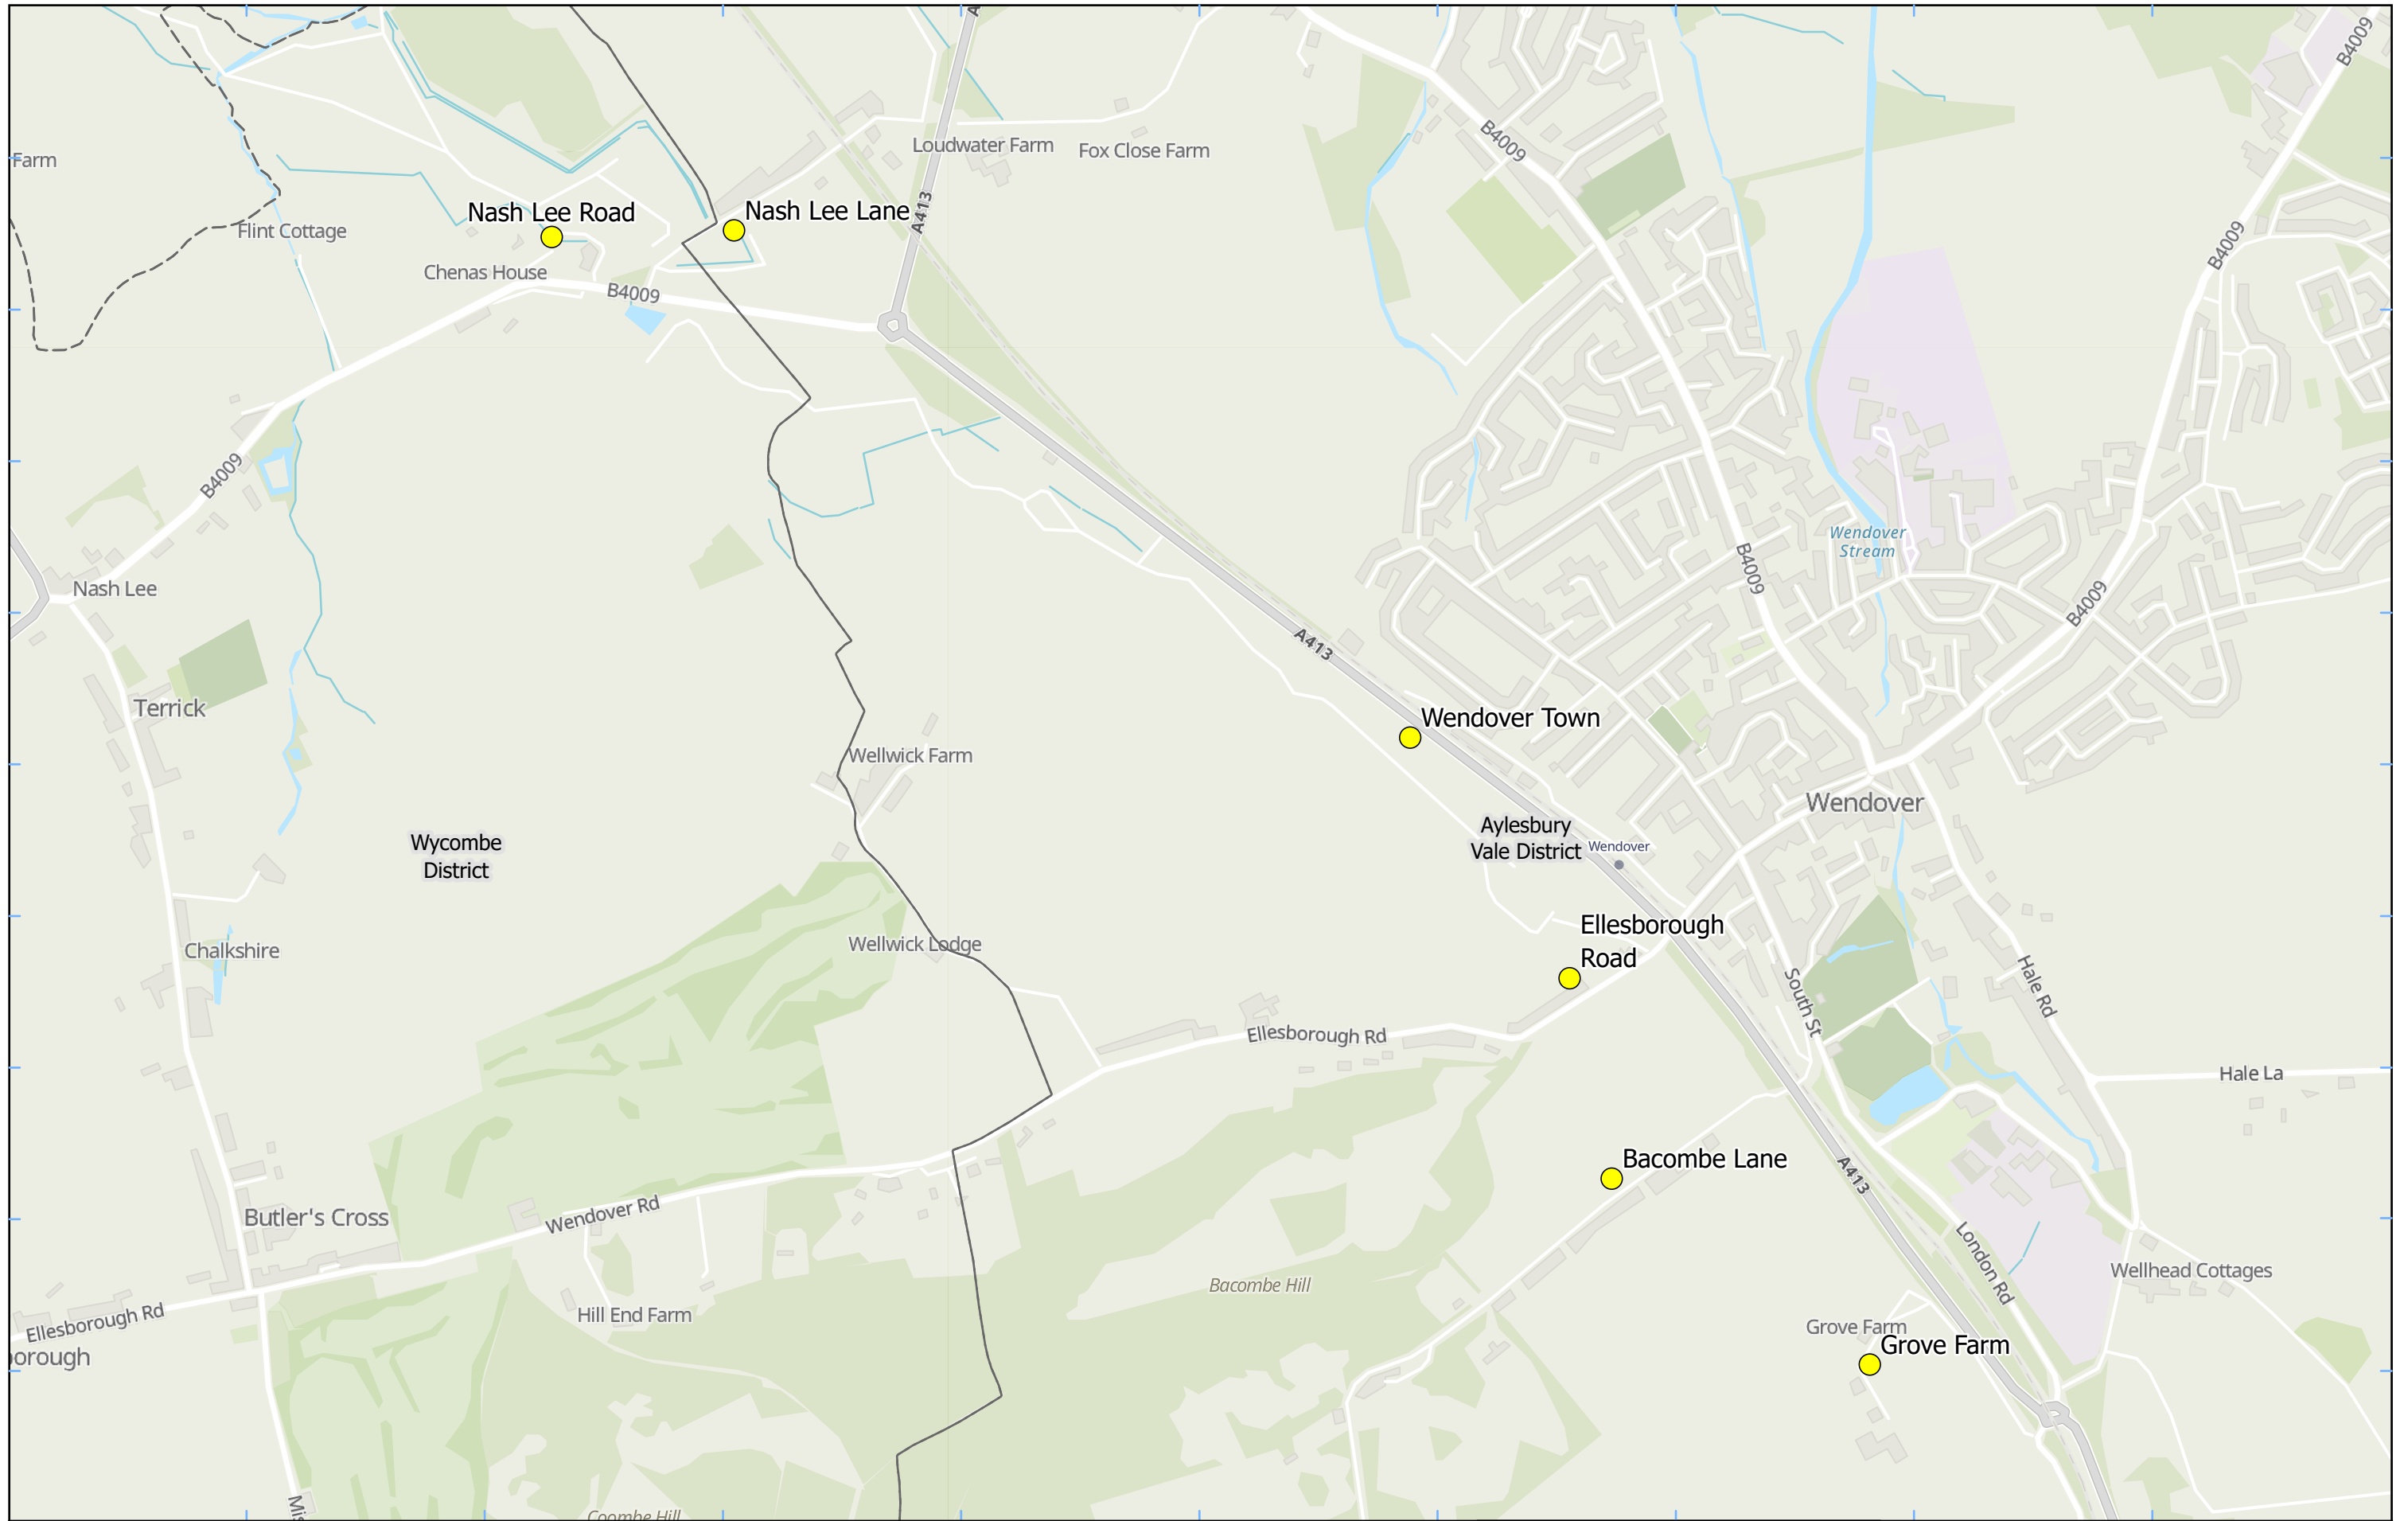 A
B4009
B4009
Farm
Loudwater Farm
Fox Close Farm
Nash Lee Road
Nash Lee Lane
A413
Flint Cottage
Chenas House
B4009
B4009
B4009
Wendover
Stream
B4009
B4009
Nash Lee
A413
Terrick
Wendover Town
Wellwick Farm
Wendover
Wycombe
District
Aylesbury
Vale District
Wendover
Chalkshire
Wellwick Lodge
Ellesborough
Road
South St
Hale Rd
Ellesborough Rd
Hale La
Bacombe Lane
A413
Butler's Cross
Wendover Rd
London Rd
Bacombe Hill
Wellhead Cottages
Ellesborough Rd
Hill End Farm
Grove Farm
Grove Farm
borough
Mis
Coombe Hill